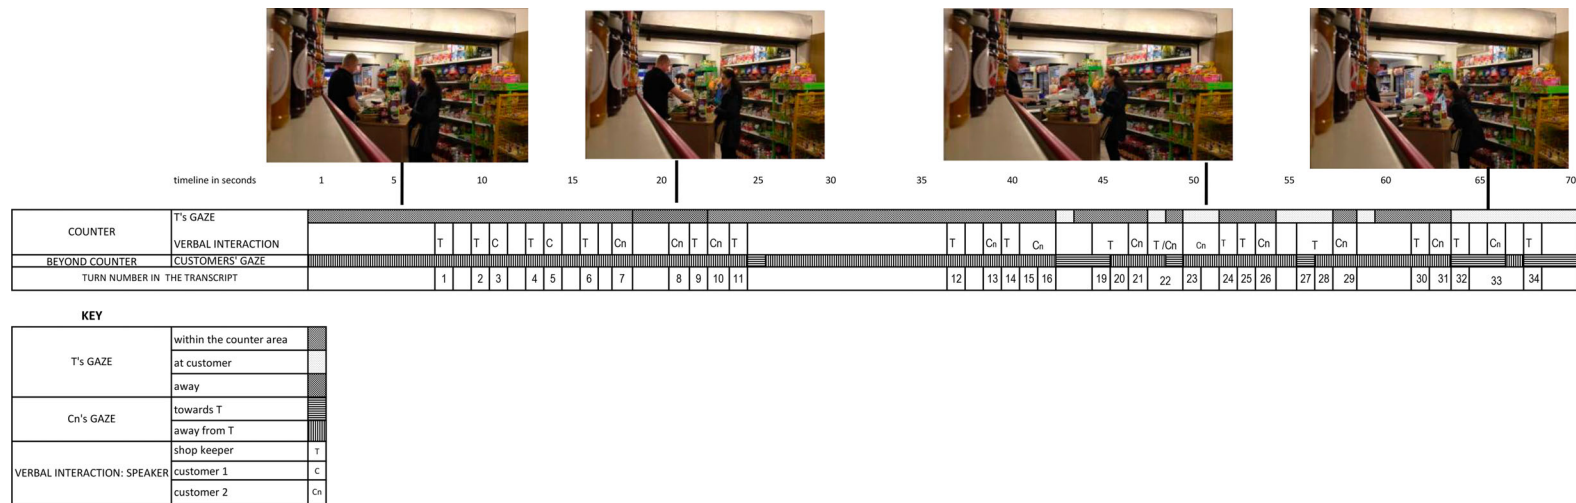 timeline in seconds 1 5 10 15 20 25 30 35 40 45 50 55 60 65 70
COUNTER
T's GAZE
VERBAL INTERACTION T T C T C T Cn Cn T Cn T T Cn T Cn T Cn T /Cn Cn T T Cn T Cn T Cn T Cn T
BEYOND COUNTER CUSTOMERS' GAZE
TURN NUMBER IN THE TRANSCRIPT 1 2 3 4 5 6 7 8 9 10 11 12 13 14 15 16 19 20 21 22 23 24 25 26 27 28 29 30 31 32 33 34
KEY
T's GAZE
within the counter area
at customer
away
Cn's GAZE
towards T
away from T
VERBAL INTERACTION: SPEAKER
shop keeper T
customer 1 C
customer 2 Cn